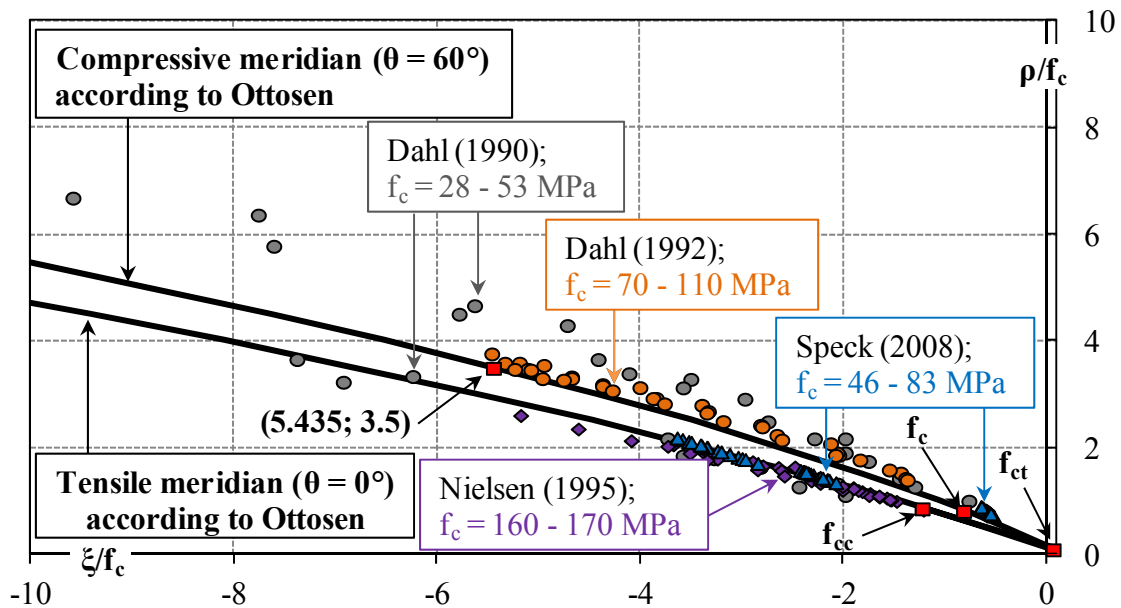 10
Compressive meridian (θ = 60°)
according to Ottosen
ρ/f_c
8
Dahl (1990);
f_c = 28 - 53 MPa
6
Dahl (1992);
f_c = 70 - 110 MPa
4
Speck (2008);
f_c = 46 - 83 MPa
(5.435; 3.5)
f_c
f_ct
2
Tensile meridian (θ = 0°)
according to Ottosen
Nielsen (1995);
f_c = 160 - 170 MPa
f_cc
ξ/f_c
0
-10 -8 -6 -4 -2 0